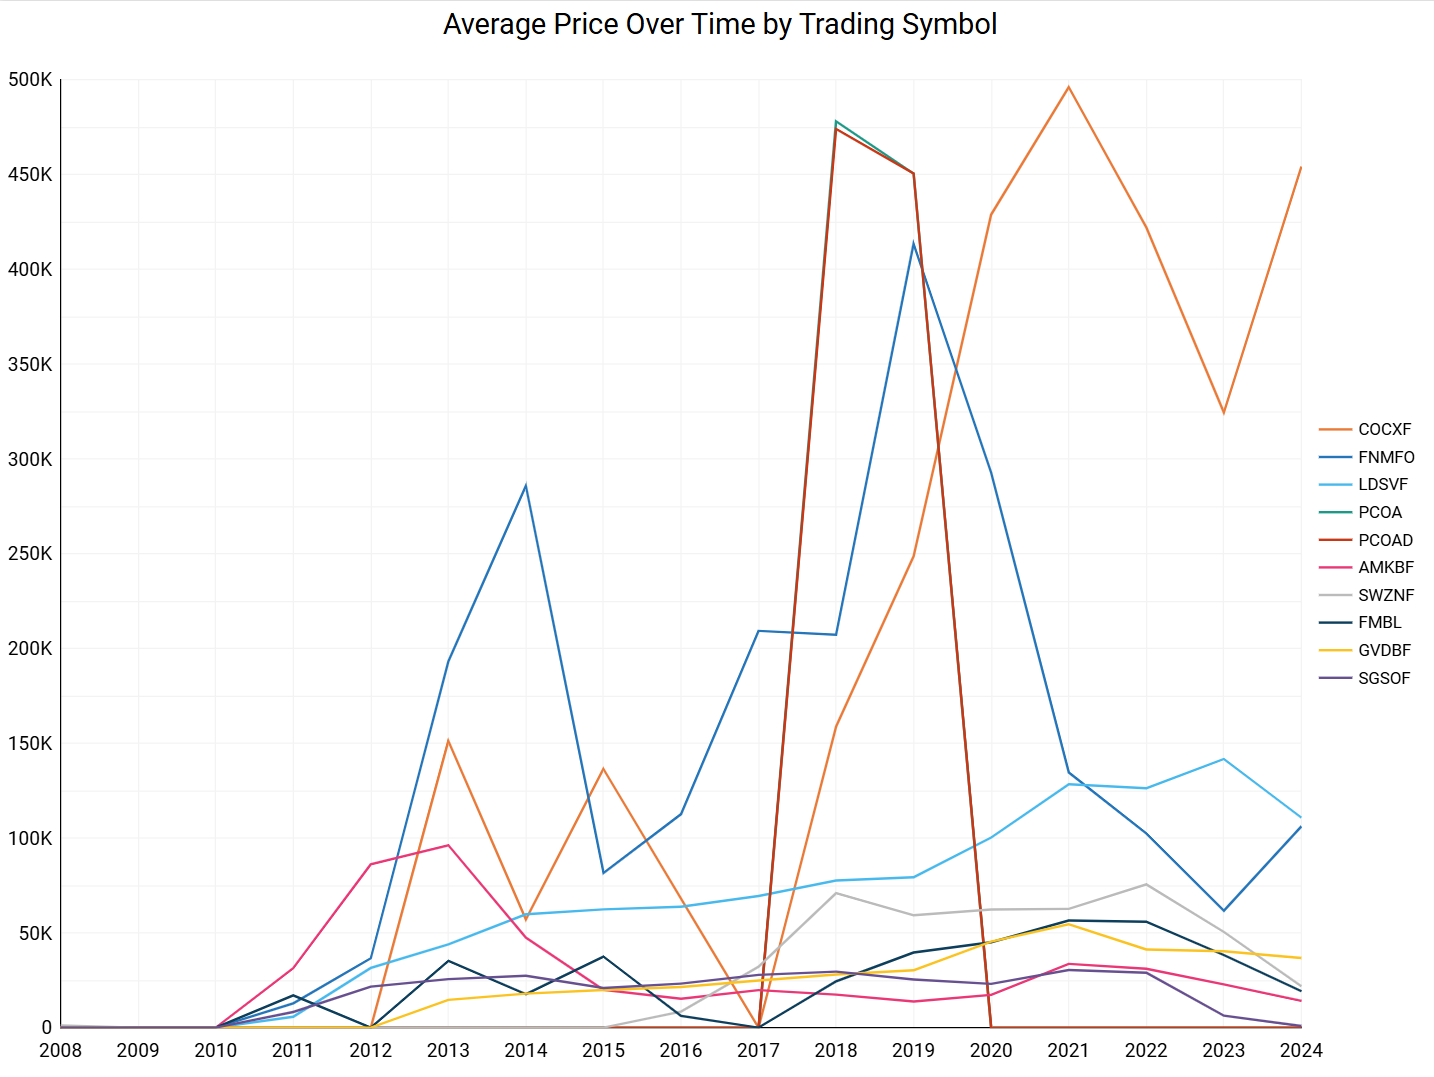 Average Price Over Time by Trading Symbol
500K
450K
400K
350K
300K
250K
200K
150K
100K
50K
0
2008 2009 2010 2011 2012 2013 2014 2015 2016 2017 2018 2019 2020 2021 2022 2023 2024
COCXF
FNMFO
LDSVF
PCOA
PCOAD
AMKBF
SWZNF
FMBL
GVDBF
SGSOF